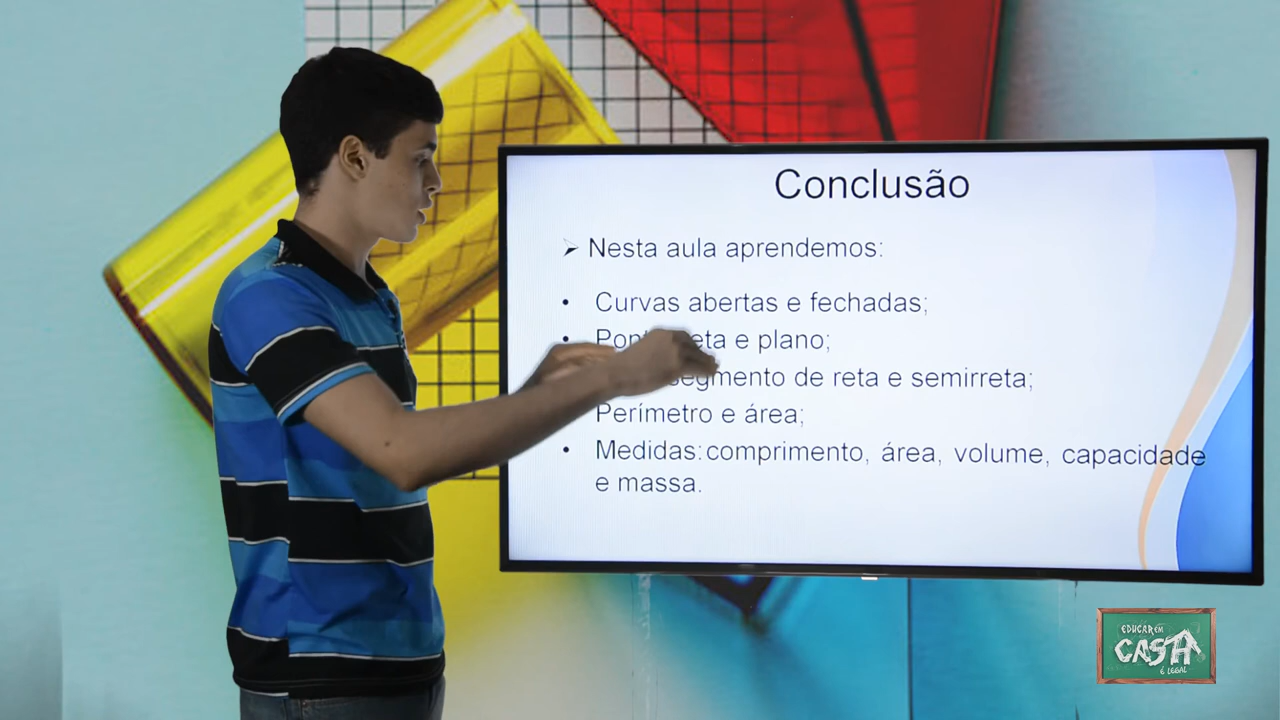 Conclusão
➢ Nesta aula aprendemos:
• Curvas abertas e fechadas;
• eta e plano;
segmento de reta e semirreta;
Perímetro e área;
• Medidas: comprimento, área, volume, capacidade
e massa.
EDUCAR EM
CASA
É LEGAL